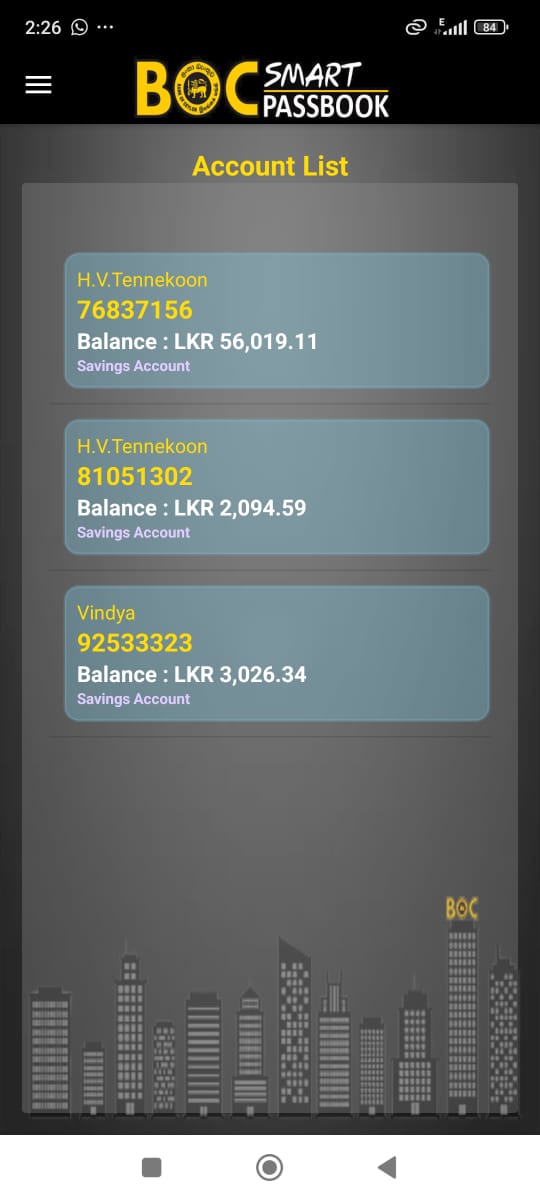 2:26
E
84
BOC SMART
PASSBOOK
Account List
H.V.Tennekoon
76837156
Balance : LKR 56,019.11
Savings Account
H.V.Tennekoon
81051302
Balance : LKR 2,094.59
Savings Account
Vindya
92533323
Balance : LKR 3,026.34
Savings Account
BOC